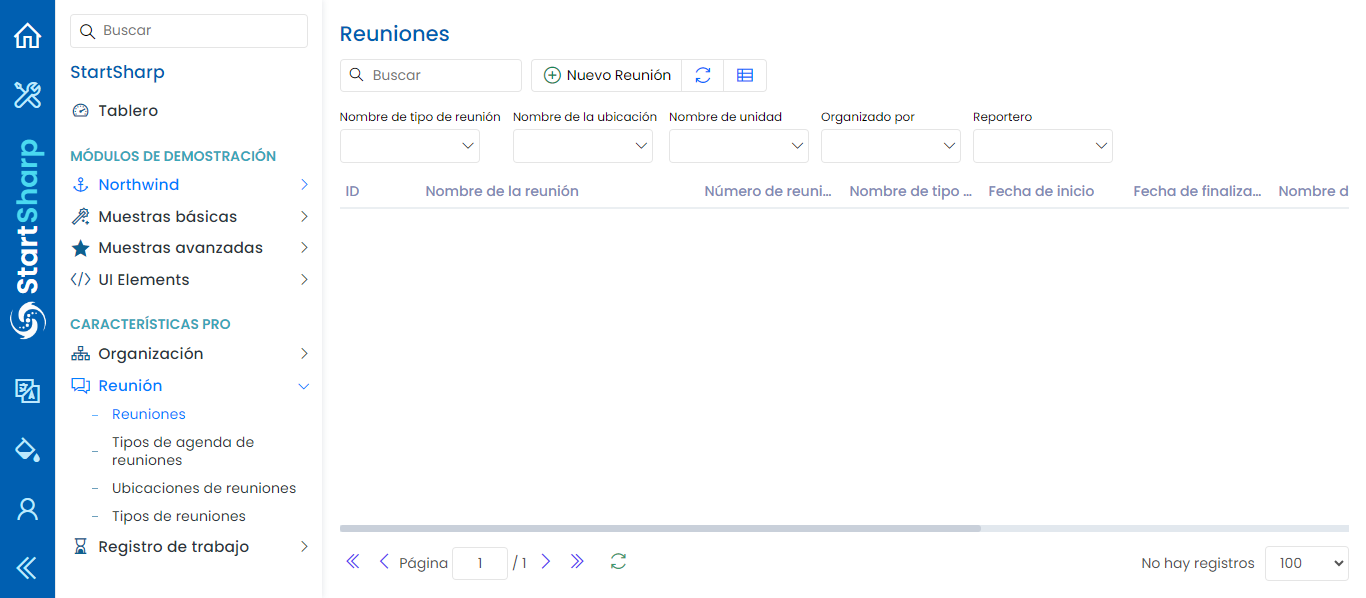 StartSharp
Buscar
StartSharp
Tablero
MÓDULOS DE DEMOSTRACIÓN
Northwind
Muestras básicas
Muestras avanzadas
UI Elements
CARACTERÍSTICAS PRO
Organización
Reunión
Reuniones
Tipos de agenda de
reuniones
Ubicaciones de reuniones
Tipos de reuniones
Registro de trabajo
Reuniones
Buscar
Nuevo Reunión
Nombre de tipo de reunión
Nombre de la ubicación
Nombre de unidad
Organizado por
Reportero
ID
Nombre de la reunión
Número de reuni...
Nombre de tipo ...
Fecha de inicio
Fecha de finaliza...
Nombre d
Página 1 / 1
No hay registros
100